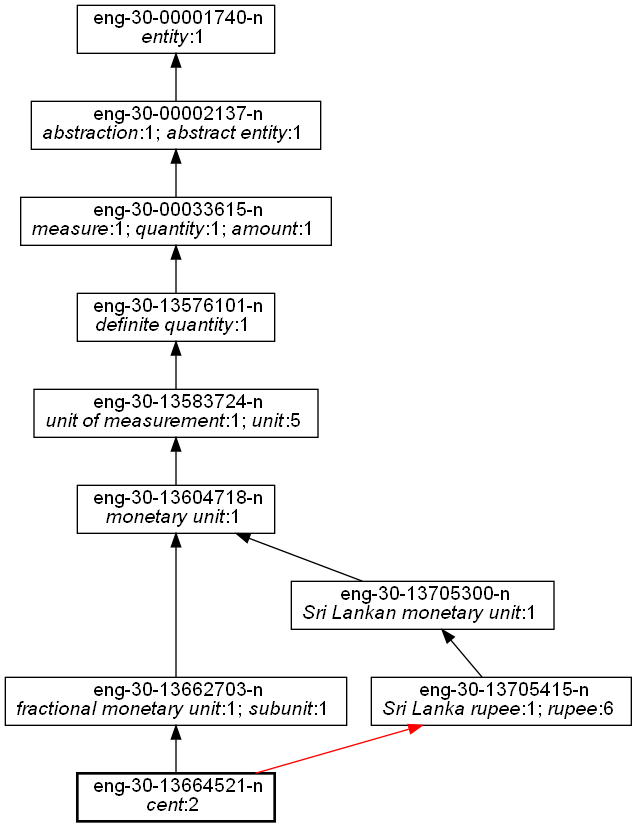 eng-30-00001740-n
entity:1
eng-30-00002137-n
abstraction:1; abstract entity:1
eng-30-00033615-n
measure:1; quantity:1; amount:1
eng-30-13576101-n
definite quantity:1
eng-30-13583724-n
unit of measurement:1; unit:5
eng-30-13604718-n
monetary unit:1
eng-30-13705300-n
Sri Lankan monetary unit:1
eng-30-13662703-n
fractional monetary unit:1; subunit:1
eng-30-13705415-n
Sri Lanka rupee:1; rupee:6
eng-30-13664521-n
cent:2